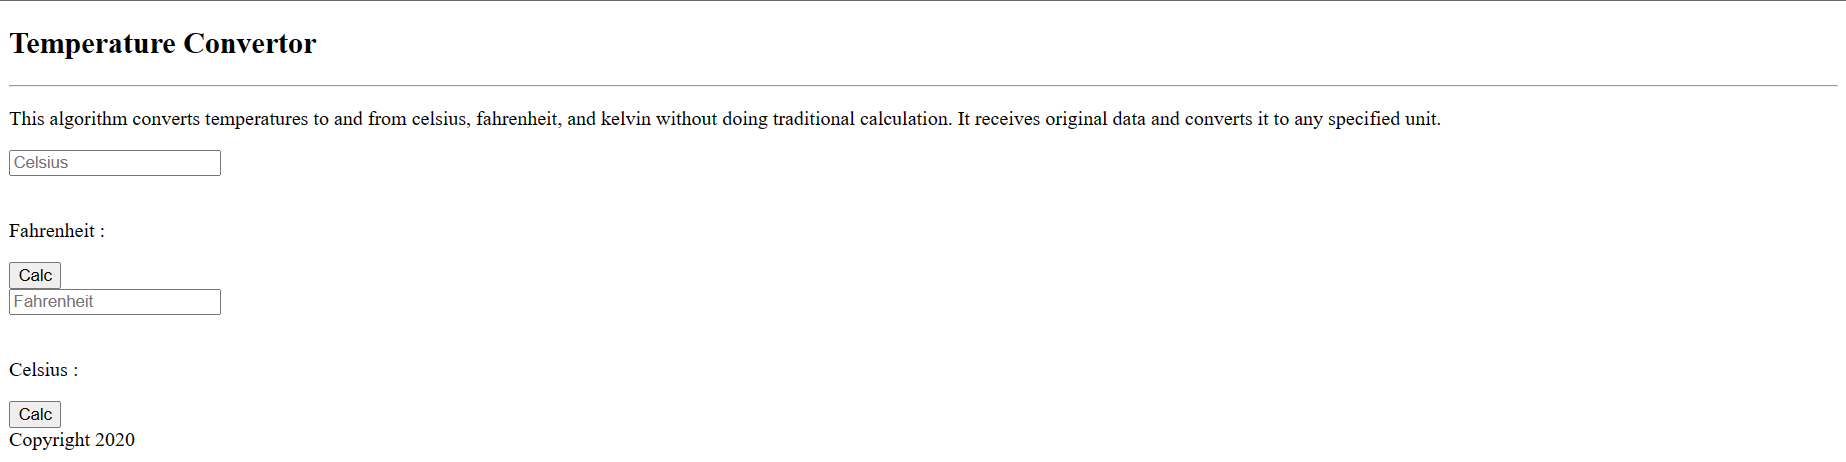 Temperature Convertor
This algorithm converts temperatures to and from celsius, fahrenheit, and kelvin without doing traditional calculation. It receives original data and converts it to any specified unit.
Celsius
Fahrenheit :
Calc
Fahrenheit
Celsius :
Calc
Copyright 2020